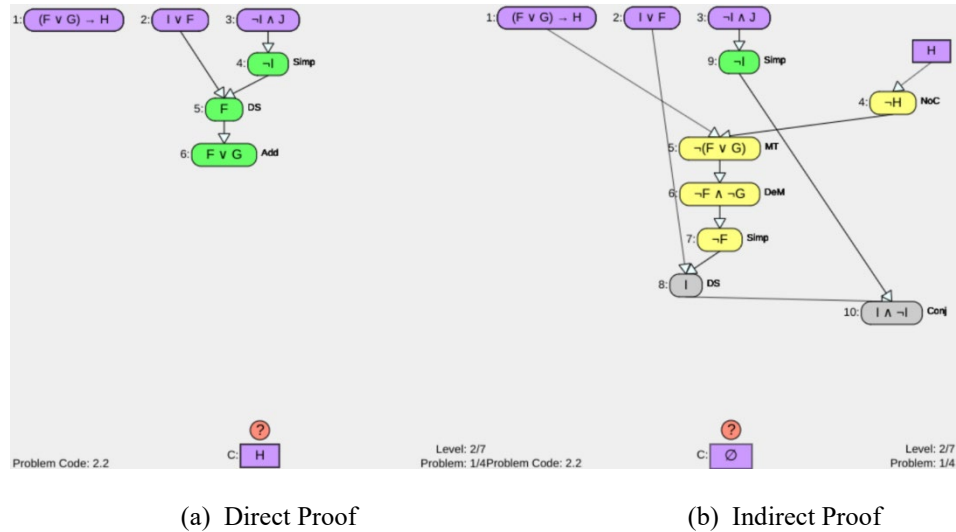 1: (F ∨ G) → H
2: I ∨ F
3: ¬I ∧ J
4: ¬I Simp
5: F DS
6: F ∨ G Add
?
C: H
Problem Code: 2.2
Level: 2/7
Problem: 1/4
1: (F ∨ G) → H
2: I ∨ F
3: ¬I ∧ J
9: ¬I Simp
H
4: ¬H NoC
5: ¬(F ∨ G) MT
6: ¬F ∧ ¬G DeM
7: ¬F Simp
8: I DS
10: I ∧ ¬I Conj
?
C: ∅
Problem Code: 2.2
Level: 2/7
Problem: 1/4
(a) Direct Proof
(b) Indirect Proof